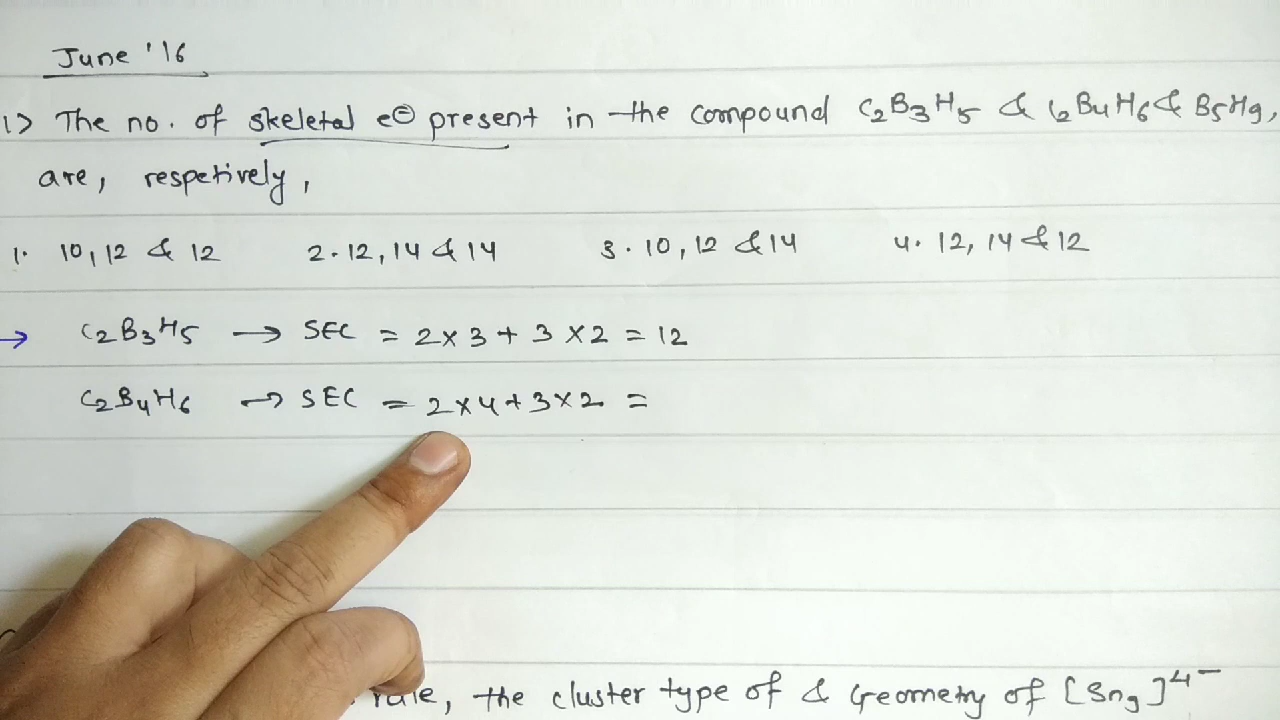 June '16
1) The no. of skeletal e⊖ present in the compound C₂B₃H₅ & C₂B₄H₆ & B₅H₉,
are, respetively,
1. 10, 12 & 12 2. 12, 14 & 14 3. 10, 12 & 14 4. 12, 14 & 12
→ C₂B₃H₅ → SEC = 2×3 + 3×2 = 12
C₂B₄H₆ → SEC = 2×4+3×2 =
rule, the cluster type of & Geometry of [Sn₉]⁴⁻